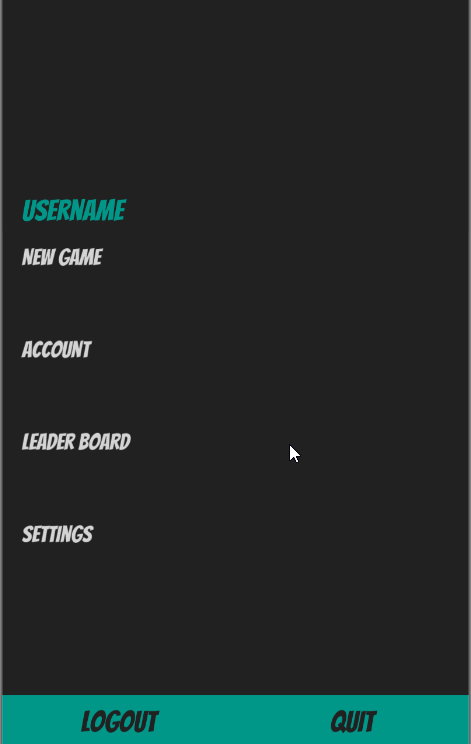 USERNAME
NEW GAME
ACCOUNT
LEADER BOARD
SETTINGS
LOGOUT QUIT